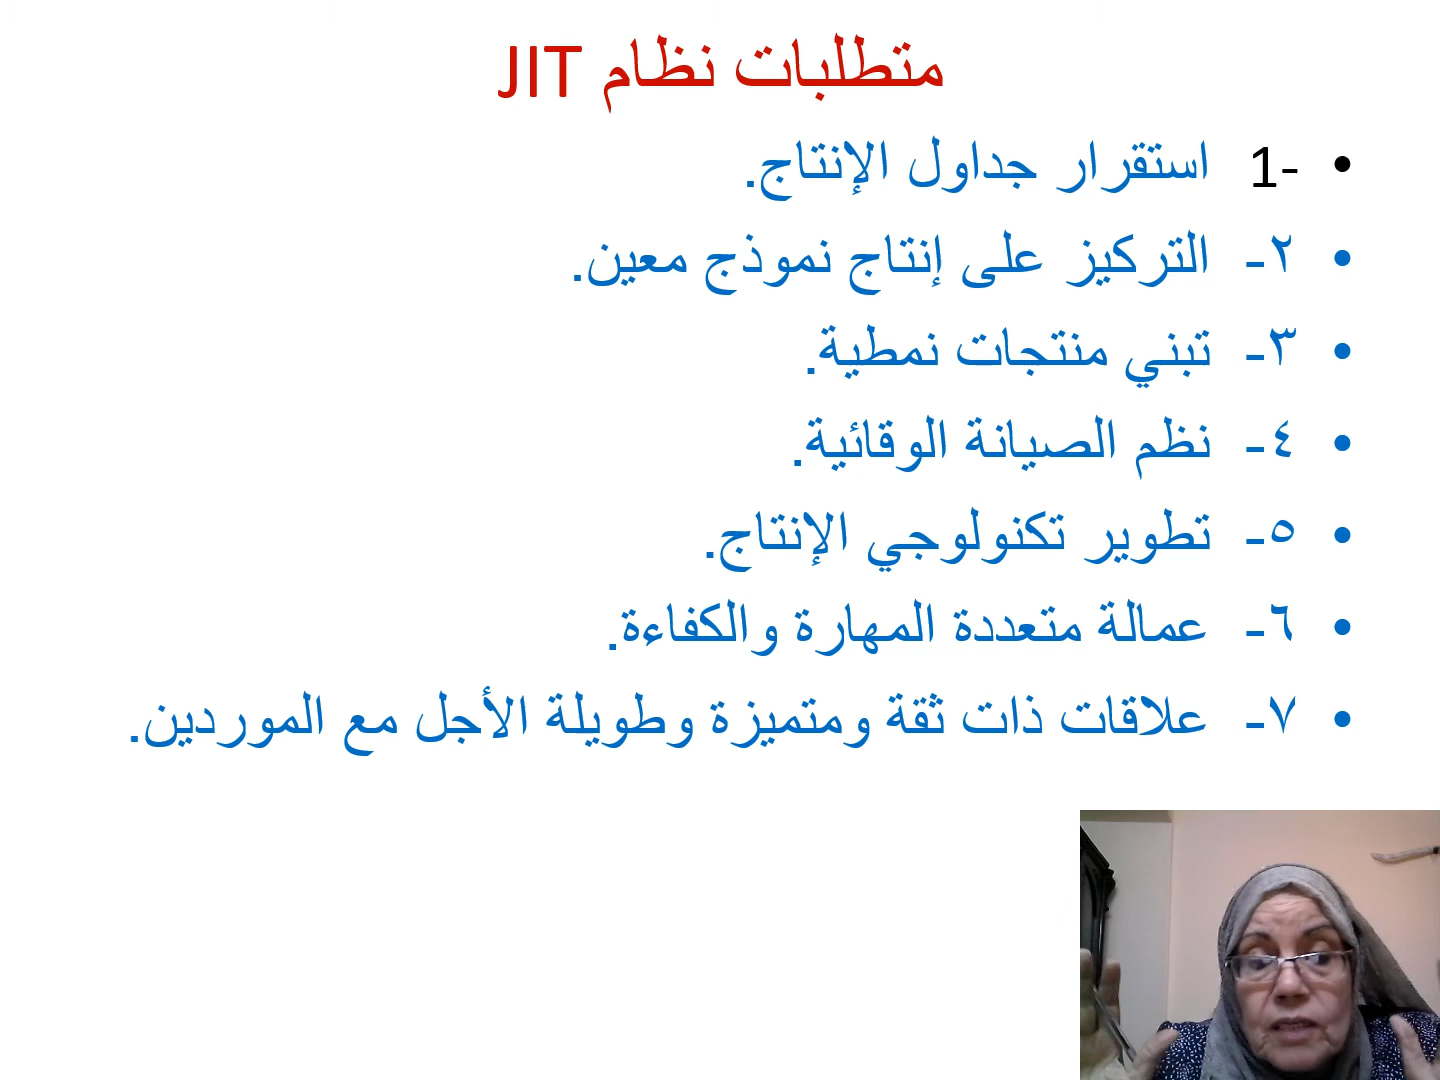 متطلبات نظام JIT
• 1- استقرار جداول الإنتاج.
• ٢- التركيز على إنتاج نموذج معين.
• ٣- تبني منتجات نمطية.
• ٤- نظم الصيانة الوقائية.
• ٥- تطوير تكنولوجي الإنتاج.
• ٦- عمالة متعددة المهارة والكفاءة.
• ٧- علاقات ذات ثقة ومتميزة وطويلة الأجل مع الموردين.